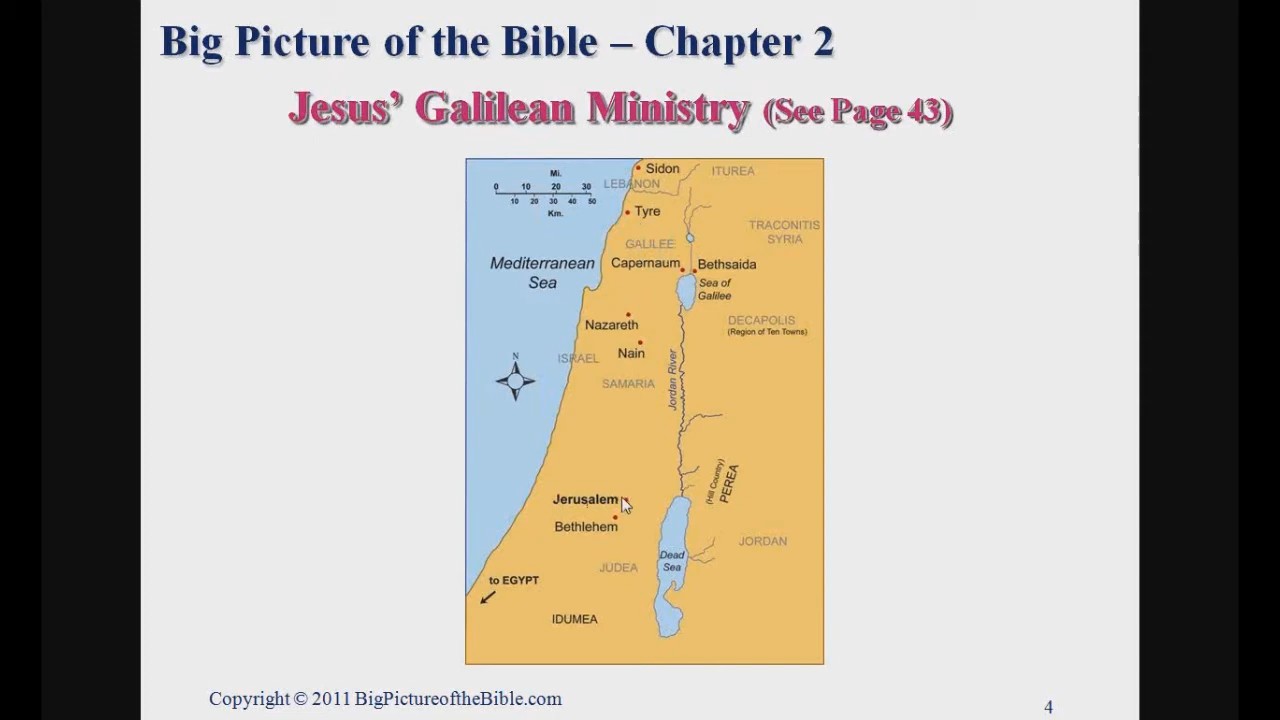 Big Picture of the Bible – Chapter 2
Jesus’ Galilean Ministry (See Page 43)
Sidon
ITUREA
Mi.
LEBANON
0 10 20 30
10 20 30 40 50
Km.
Tyre
TRACONITIS
SYRIA
GALILEE
Mediterranean
Sea
Capernaum
Bethsaida
Sea of
Galilee
Nazareth
DECAPOLIS
(Region of Ten Towns)
Nain
N
ISRAEL
SAMARIA
Jordan River
(Hill Country)
PEREA
Jerusalem
Bethlehem
JORDAN
Dead
Sea
JUDEA
to EGYPT
IDUMEA
Copyright © 2011 BigPictureoftheBible.com
4